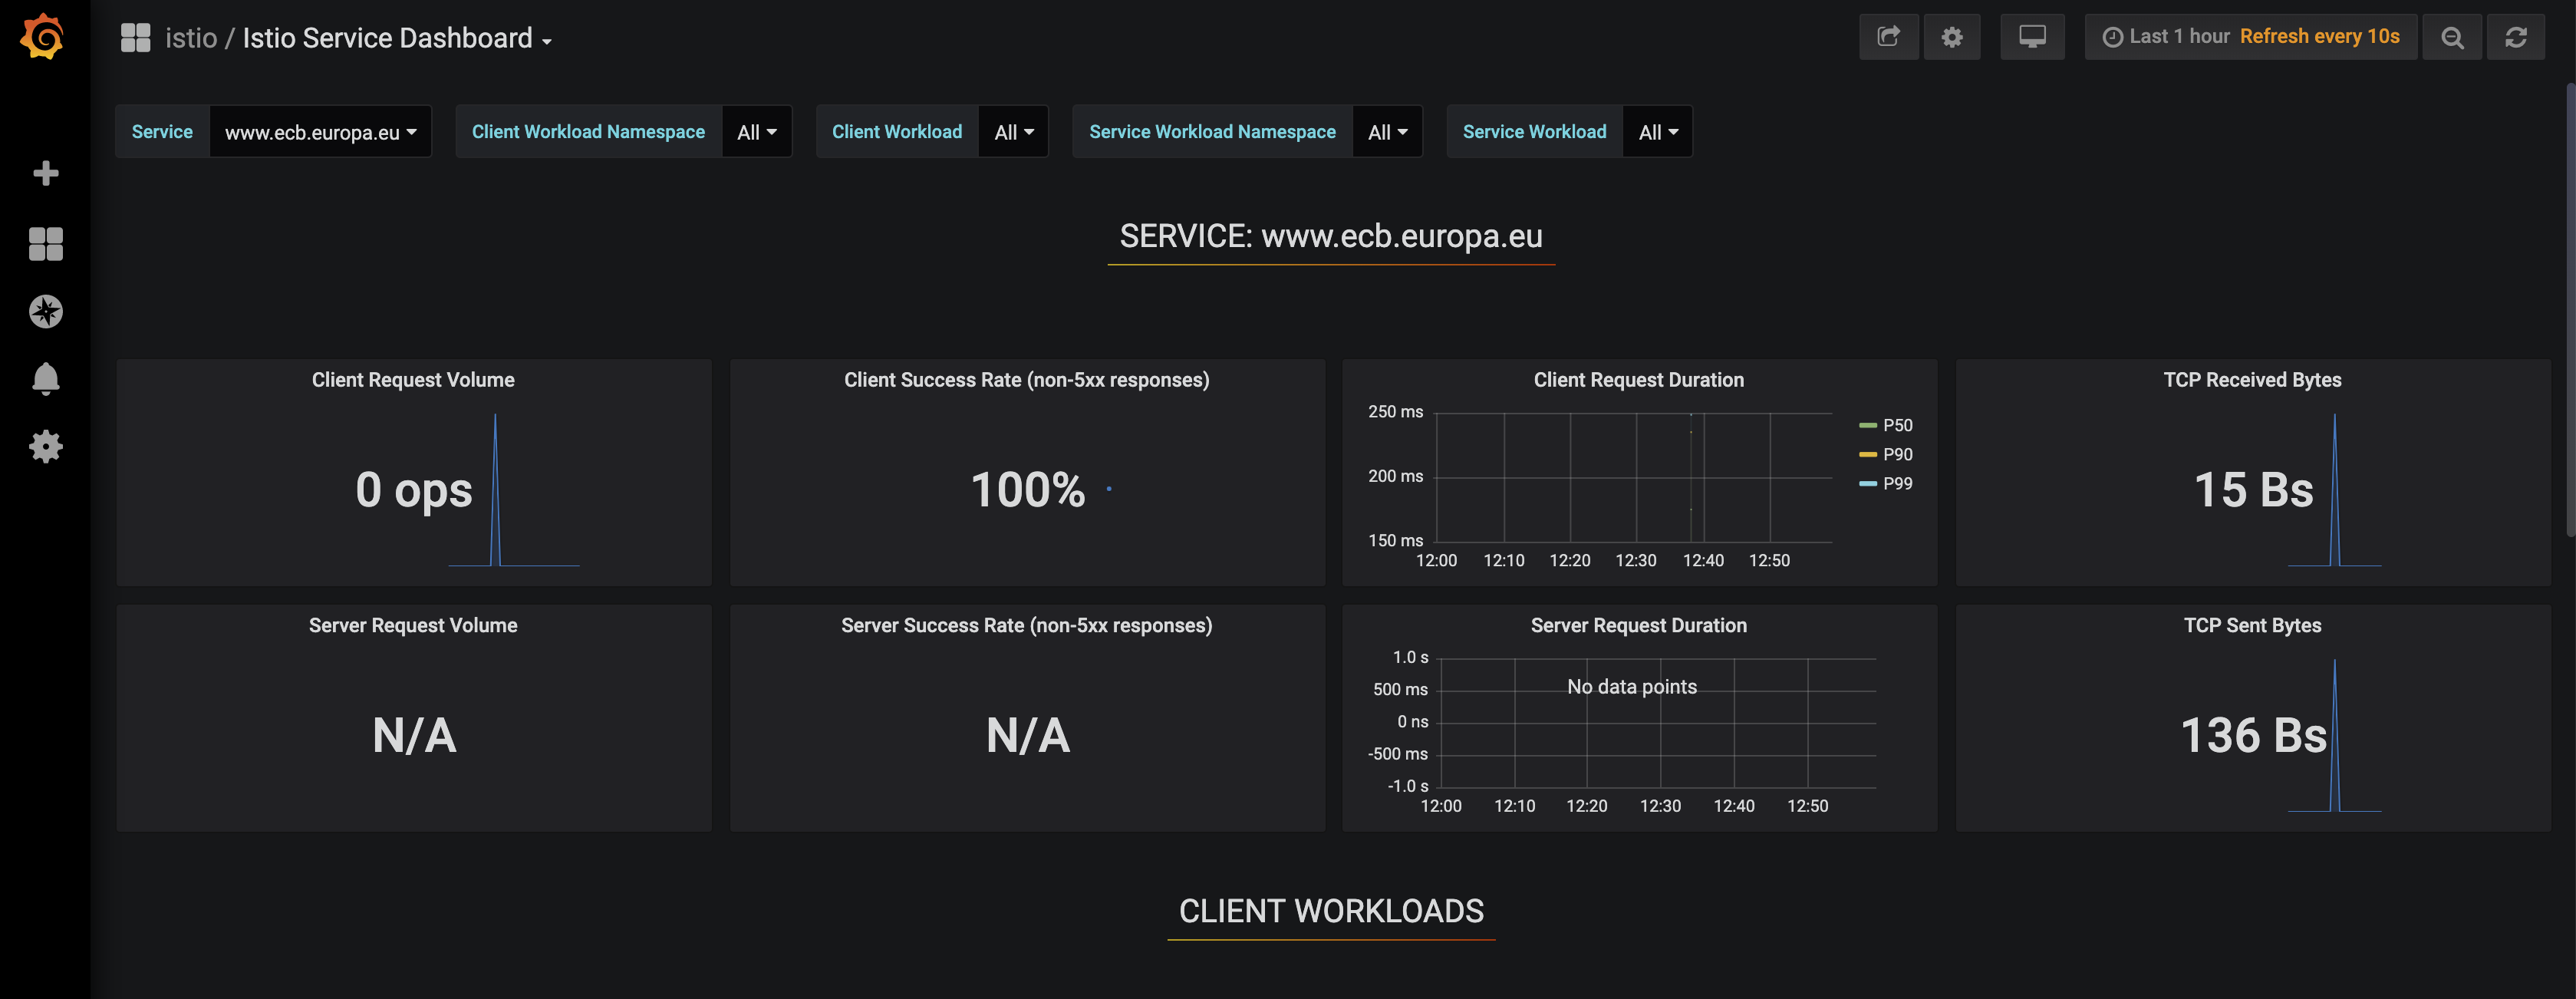 istio / Istio Service Dashboard
Last 1 hour Refresh every 10s
Service www.ecb.europa.eu Client Workload Namespace All Client Workload All Service Workload Namespace All Service Workload All
SERVICE: www.ecb.europa.eu
Client Request Volume
0 ops
Client Success Rate (non-5xx responses)
100%
Client Request Duration
250 ms
200 ms
150 ms
12:00 12:10 12:20 12:30 12:40 12:50
P50
P90
P99
TCP Received Bytes
15 Bs
Server Request Volume
N/A
Server Success Rate (non-5xx responses)
N/A
Server Request Duration
1.0 s
500 ms
0 ns
-500 ms
-1.0 s
No data points
12:00 12:10 12:20 12:30 12:40 12:50
TCP Sent Bytes
136 Bs
CLIENT WORKLOADS